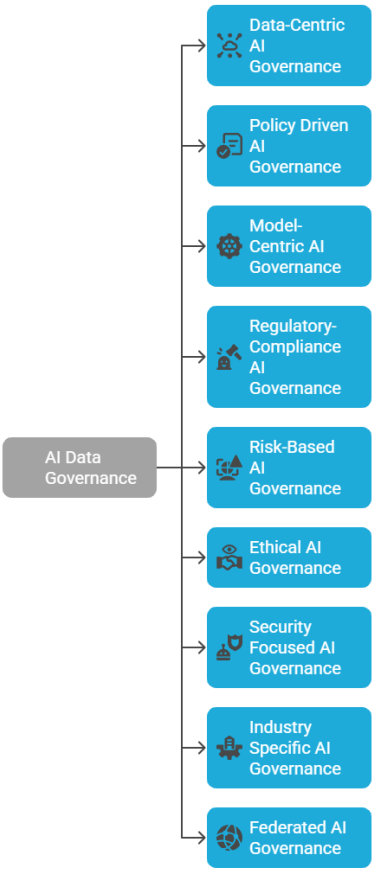 Data-Centric
AI
Governance
Policy Driven
AI
Governance
Model-
Centric AI
Governance
Regulatory-
Compliance
AI
Governance
AI Data
Governance
Risk-Based
AI
Governance
Ethical AI
Governance
Security
Focused AI
Governance
Industry
Specific AI
Governance
Federated AI
Governance